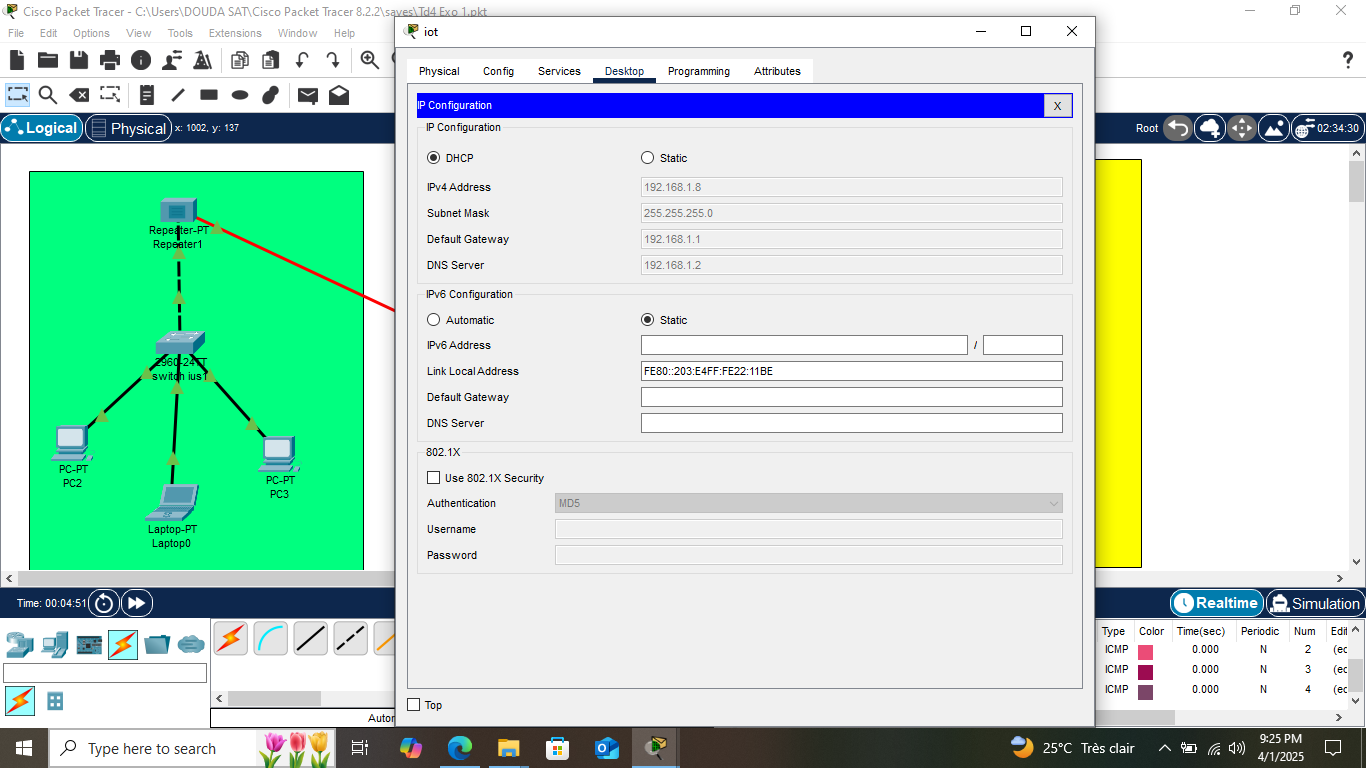 Cisco Packet Tracer - C:\Users\DOUDA SAT\Cisco Packet Tracer 8.2.2\saves\Td4 Exo 1.pkt
File Edit Options View Tools Extensions Window Help
Logical Physical x: 1002, y: 137
Root 02:34:30
Repeater-PT
Repeater1
2960-24TT
switch ius1
PC-PT
PC2
PC-PT
PC3
Laptop-PT
Laptop0
iot
Physical Config Services Desktop Programming Attributes
IP Configuration
X
IP Configuration
DHCP Static
IPv4 Address 192.168.1.8
Subnet Mask 255.255.255.0
Default Gateway 192.168.1.1
DNS Server 192.168.1.2
IPv6 Configuration
Automatic Static
IPv6 Address /
Link Local Address FE80::203:E4FF:FE22:11BE
Default Gateway
DNS Server
802.1X
Use 802.1X Security
Authentication MD5
Username
Password
Top
Time: 00:04:51
Realtime Simulation
Type Color Time(sec) Periodic Num Edi
ICMP 0.000 N 2 (ec
ICMP 0.000 N 3 (ec
ICMP 0.000 N 4 (ec
Auto
Type here to search
25°C Très clair
9:25 PM
4/1/2025